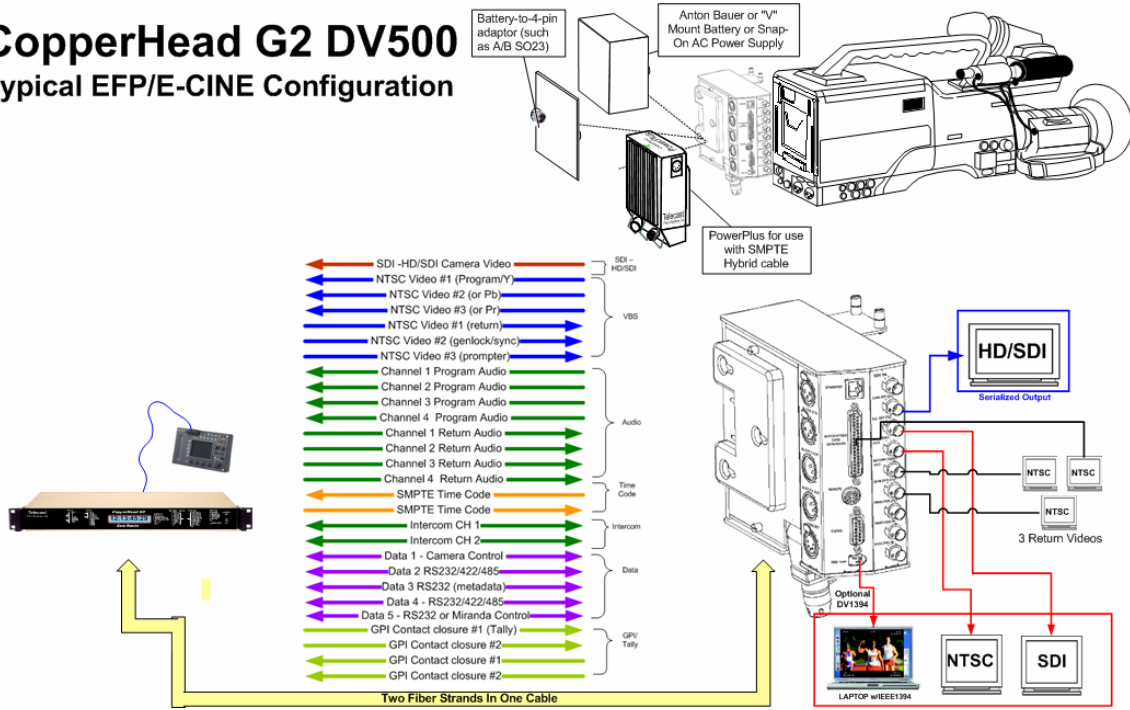 CopperHead G2 DV500
ypical EFP/E-CINE Configuration
Battery-to-4-pin
adaptor (such
as A/B SO23)
Anton Bauer or "V"
Mount Battery or Snap-
On AC Power Supply
Telecast
PowerPlus for use
with SMPTE
Hybrid cable
SDI -HD/SDI Camera Video
SDI –
HD/SDI
NTSC Video #1 (Program/Y)
NTSC Video #2 (or Pb)
NTSC Video #3 (or Pr)
NTSC Video #1 (return)
NTSC Video #2 (genlock/sync)
NTSC Video #3 (prompter)
VBS
Channel 1 Program Audio
Channel 2 Program Audio
Channel 3 Program Audio
Channel 4  Program Audio
Channel 1 Return Audio
Channel 2 Return Audio
Channel 3 Return Audio
Channel 4  Return Audio
Audio
SMPTE Time Code
SMPTE Time Code
Time
Code
Intercom CH 1
Intercom CH 2
Intercom
Data 1 - Camera Control
Data 2 RS232/422/485
Data 3 RS232 (metadata)
Data 4 - RS232/422/485
Data 5 - RS232 or Miranda Control
Data
GPI Contact closure #1 (Tally)
GPI Contact closure #2
GPI Contact closure #1
GPI Contact closure #2
GPI/
Tally
Two Fiber Strands In One Cable
Telecast
CopperHead G2
HD/SDI
Serialized Output
NTSC
NTSC
NTSC
3 Return Videos
Optional
DV1394
LAPTOP w/IEEE1394
NTSC
SDI